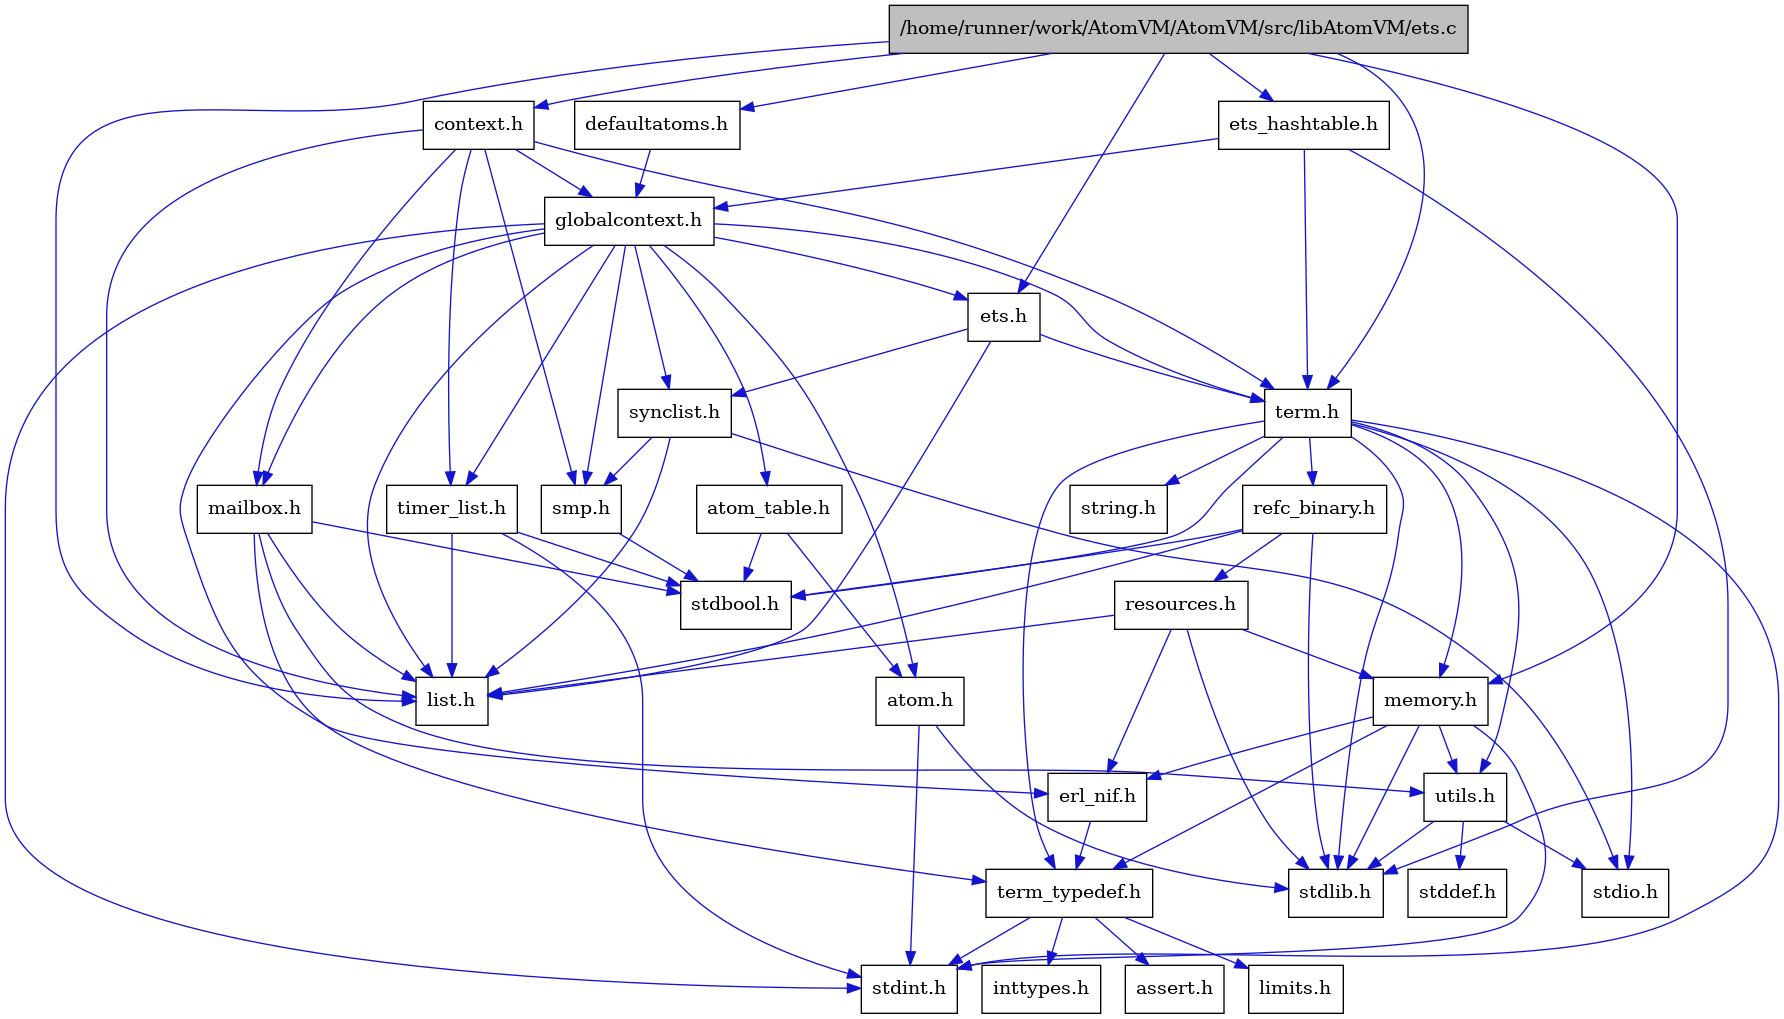 /home/runner/work/AtomVM/AtomVM/src/libAtomVM/ets.c
context.h
defaultatoms.h
ets_hashtable.h
globalcontext.h
ets.h
synclist.h
term.h
mailbox.h
timer_list.h
smp.h
atom_table.h
string.h
refc_binary.h
stdbool.h
resources.h
list.h
atom.h
memory.h
erl_nif.h
utils.h
term_typedef.h
stdlib.h
stddef.h
stdio.h
stdint.h
inttypes.h
assert.h
limits.h